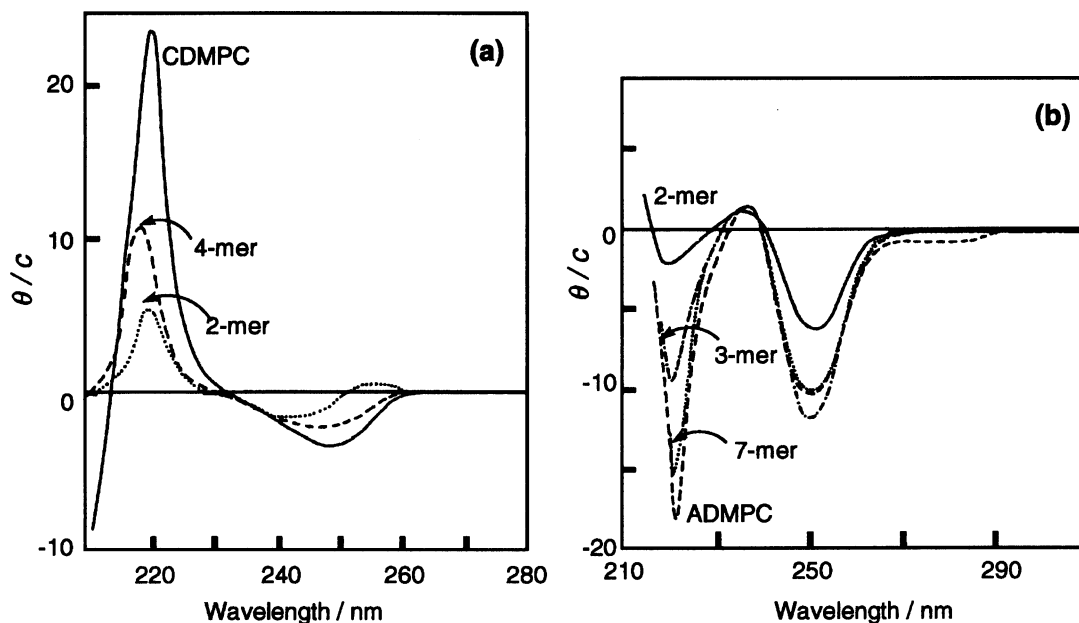 (a)
CDMPC
20
4-mer
10
2-mer
0
-10
θ / c
220
240
260
280
Wavelength / nm
(b)
2-mer
0
3-mer
-10
7-mer
ADMPC
-20
θ / c
210
230
250
290
Wavelength / nm